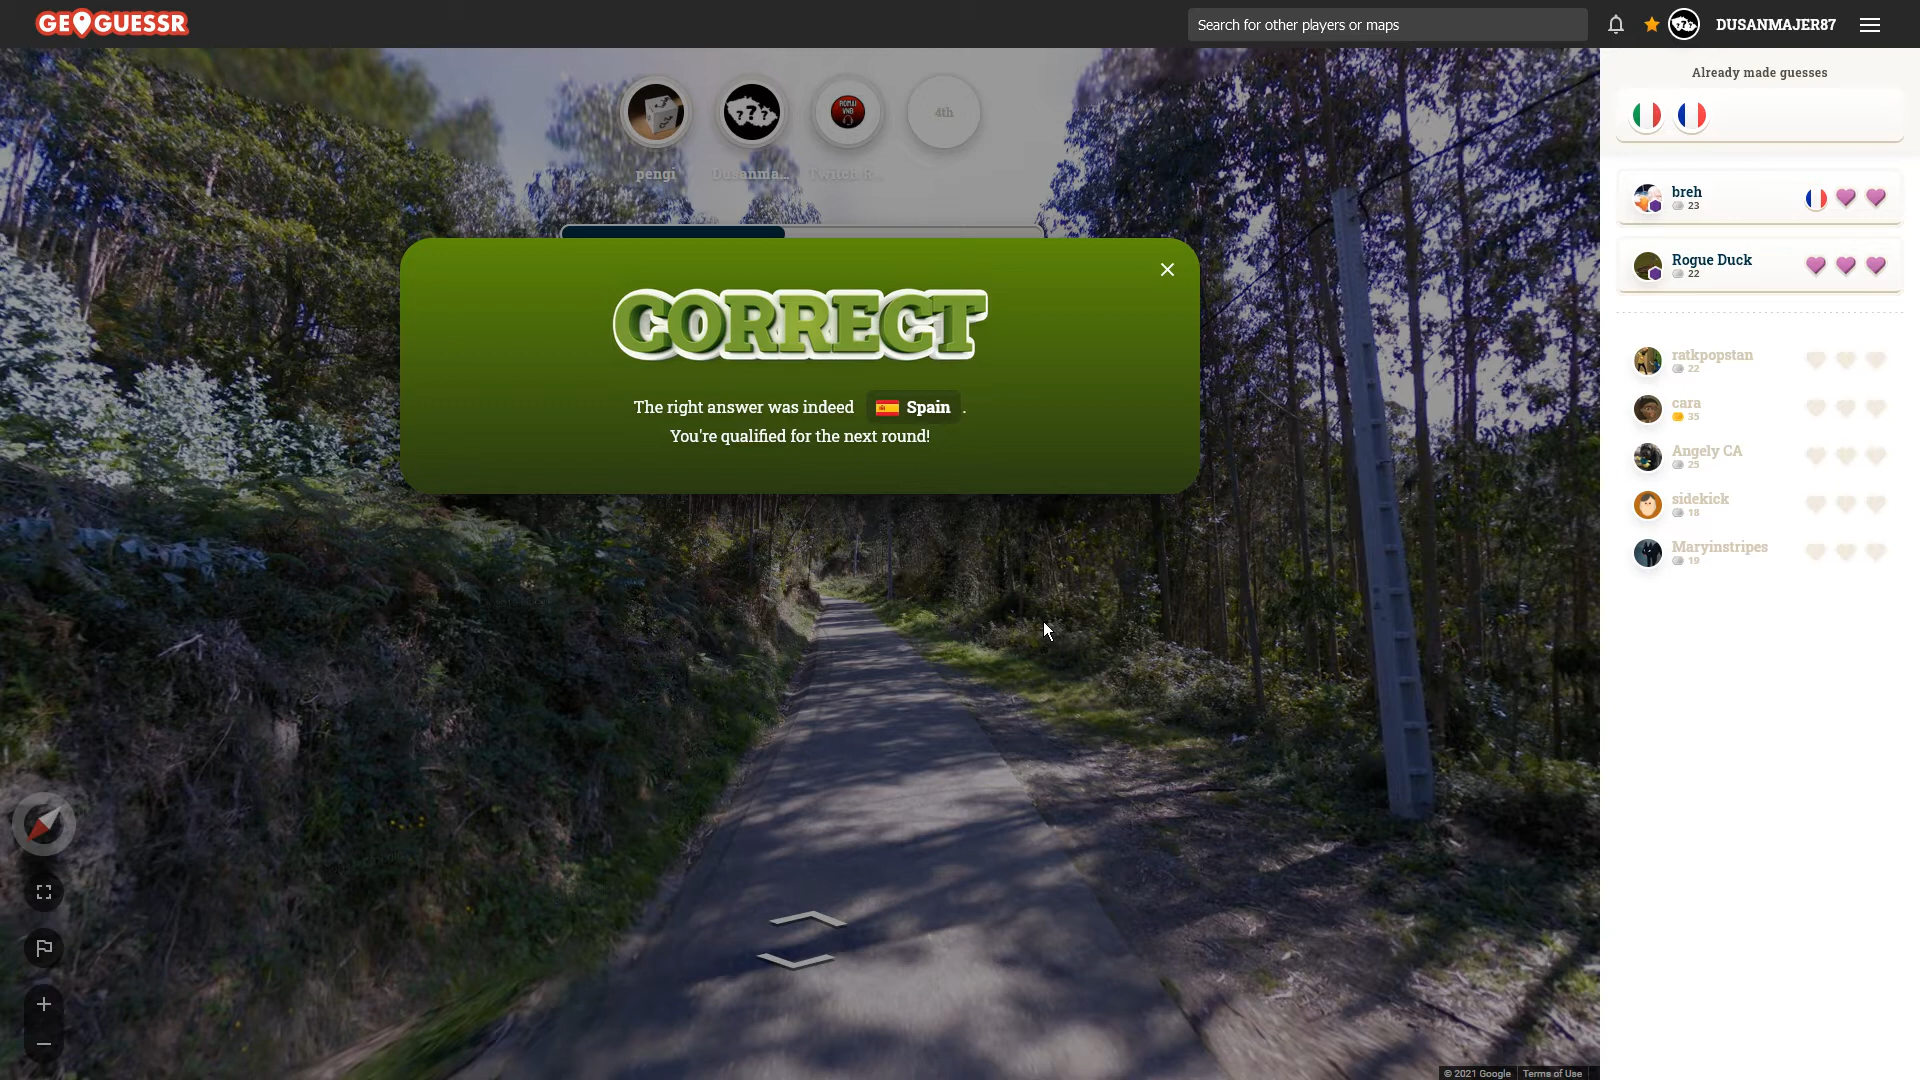 GEOGUESSR
Search for other players or maps
DUSANMAJER87
Already made guesses
4th
pengi
Dusanma...
Twitch R...
breh
23
Rogue Duck
22
CORRECT
The right answer was indeed Spain .
You're qualified for the next round!
ratkpopstan
22
cara
35
Angely CA
25
sidekick
18
Maryinstripes
19
© 2021 Google
Terms of Use